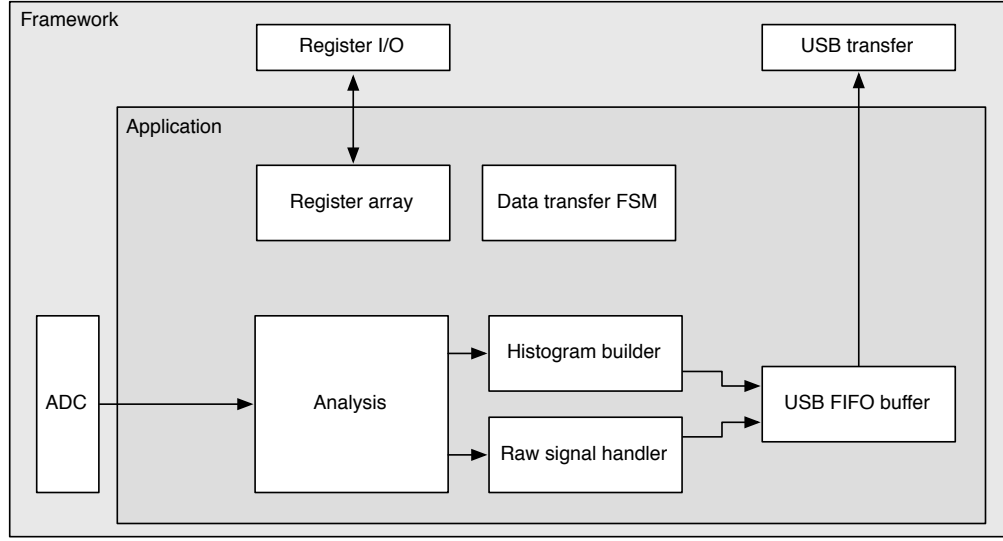 Framework
Register I/O
USB transfer
Application
Register array
Data transfer FSM
ADC
Analysis
Histogram builder
Raw signal handler
USB FIFO buffer